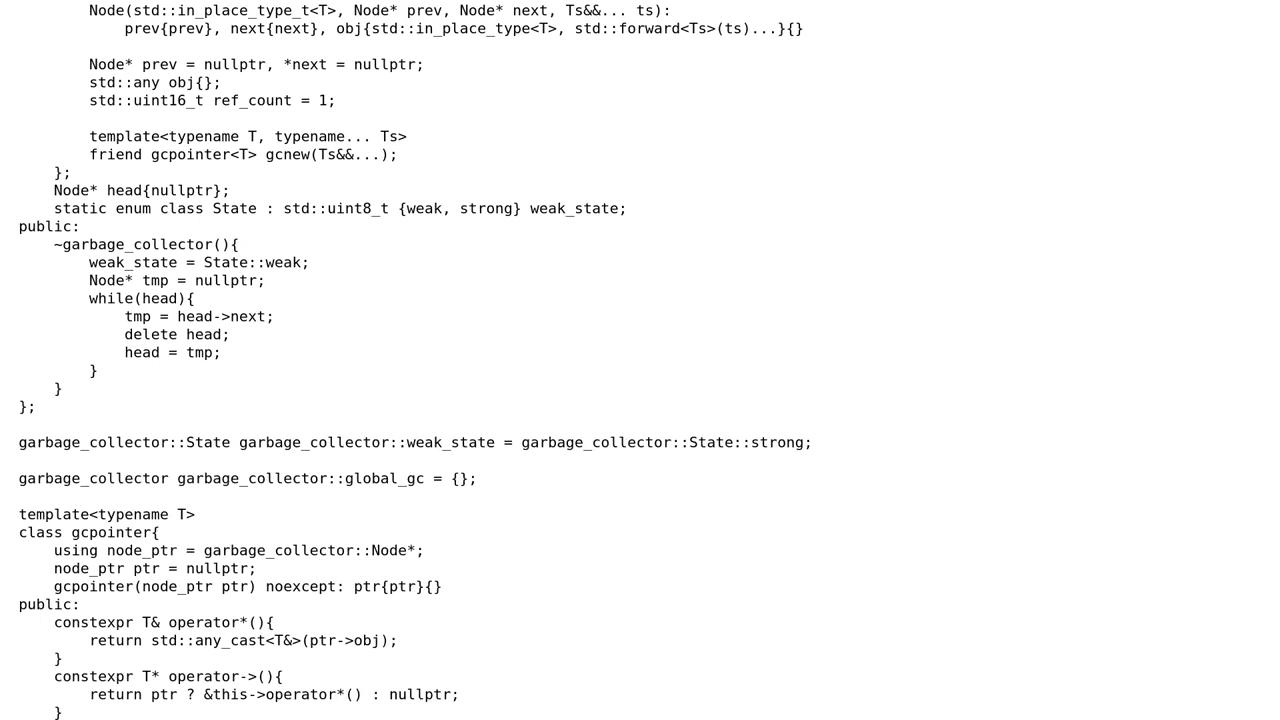 Node(std::in_place_type_t<T>, Node* prev, Node* next, Ts&&... ts):
prev{prev}, next{next}, obj{std::in_place_type<T>, std::forward<Ts>(ts)...}{}
Node* prev = nullptr, *next = nullptr;
std::any obj{};
std::uint16_t ref_count = 1;
template<typename T, typename... Ts>
friend gcpointer<T> gcnew(Ts&&...);
};
Node* head{nullptr};
static enum class State : std::uint8_t {weak, strong} weak_state;
public:
~garbage_collector(){
weak_state = State::weak;
Node* tmp = nullptr;
while(head){
tmp = head->next;
delete head;
head = tmp;
}
}
};
garbage_collector::State garbage_collector::weak_state = garbage_collector::State::strong;
garbage_collector garbage_collector::global_gc = {};
template<typename T>
class gcpointer{
using node_ptr = garbage_collector::Node*;
node_ptr ptr = nullptr;
gcpointer(node_ptr ptr) noexcept: ptr{ptr}{}
public:
constexpr T& operator*(){
return std::any_cast<T&>(ptr->obj);
}
constexpr T* operator->(){
return ptr ? &this->operator*() : nullptr;
}